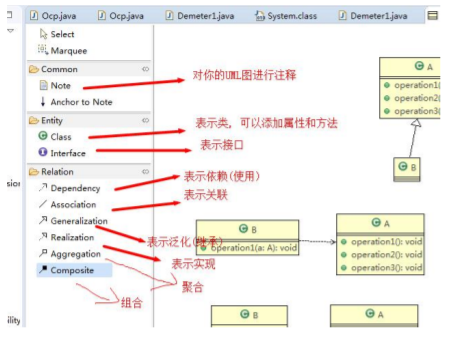 Ocp.java
Ocp.java
Demeter1.java
System.class
Demeter1.java
Select
Marquee
Common
Note
Anchor to Note
Entity
Class
Interface
Relation
Dependency
Association
Generalization
Realization
Aggregation
Composite
对你的UML图进行注释
表示类, 可以添加属性和方法
表示接口
表示依赖(使用)
表示关联
表示泛化(继承)
表示实现
聚合
组合
A
operation1(
operation2(
operation3(
B
B
operation1(a: A): void
A
operation1(): void
operation2(): void
operation3(): void
B
A
sion
ility